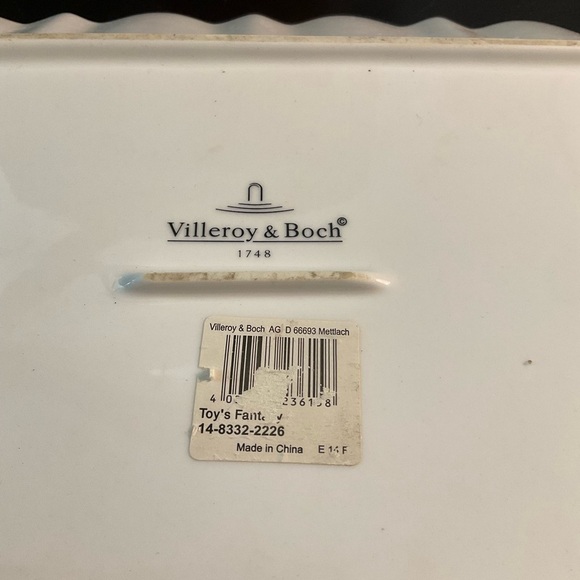 Villeroy & Boch©
1748
Villeroy & Boch AG D 66693 Mettlach
Toy's
14-8332-2226
Made in China E 14 F